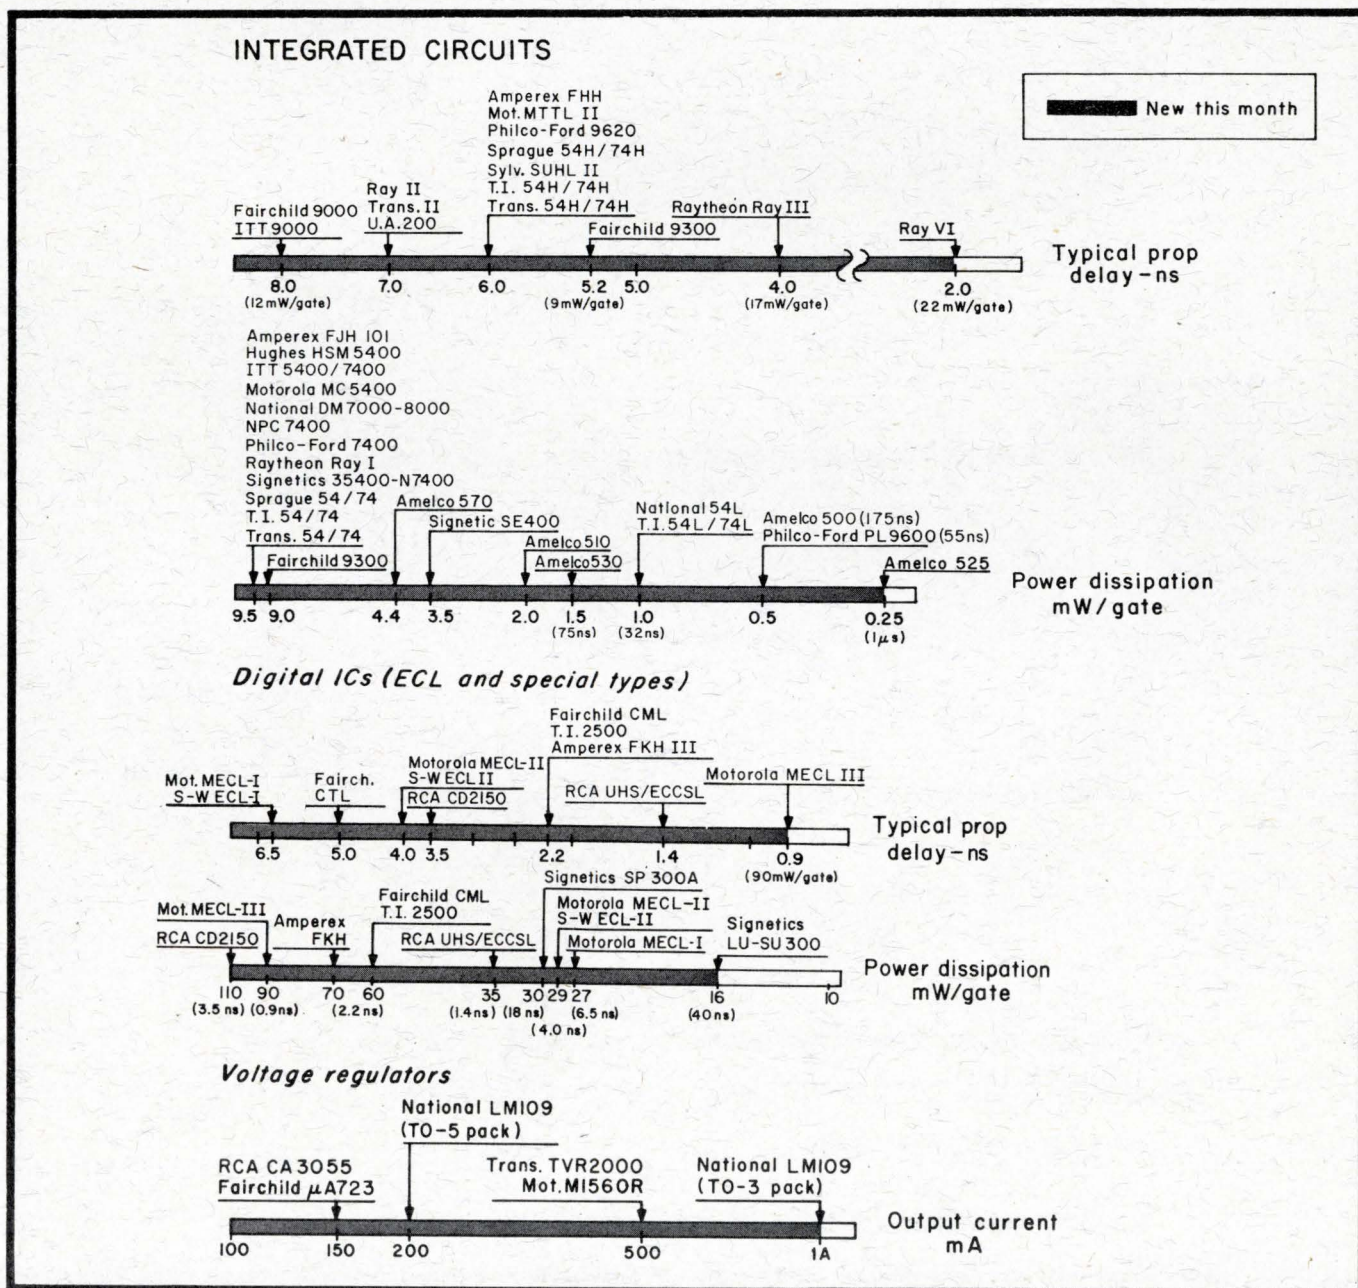 INTEGRATED CIRCUITS
New this month
Amperex FHH
Mot. MTTL II
Philco-Ford 9620
Sprague 54H/74H
Sylv. SUHL II
T.I. 54H/74H
Trans. 54H/74H
Ray II
Trans. II
U.A.200
Fairchild 9000
ITT 9000
Fairchild 9300
Raytheon Ray III
Ray VI
Typical prop
delay-ns
8.0 7.0 6.0 5.2 5.0 4.0 2.0
(12mW/gate) (9mW/gate) (17mW/gate) (22mW/gate)
Amperex FJH 101
Hughes HSM 5400
ITT 5400/7400
Motorola MC 5400
National DM 7000-8000
NPC 7400
Philco-Ford 7400
Raytheon Ray I
Signetics 35400-N7400
Sprague 54/74
T.I. 54/74
Trans. 54/74
Fairchild 9300
Amelco 570
Signetic SE400
Amelco 510
Amelco 530
National 54L
T.I. 54L/74L
Amelco 500 (175ns)
Philco-Ford PL9600 (55ns)
Amelco 525
Power dissipation
mW/gate
9.5 9.0 4.4 3.5 2.0 1.5 1.0 0.5 0.25
(75ns) (32ns) (1μs)
Digital ICs (ECL and special types)
Mot. MECL-I
S-W ECL-I
Fairch.
CTL
Motorola MECL-II
S-W ECL II
RCA CD2150
Fairchild CML
T.I. 2500
Amperex FKH III
RCA UHS/ECCSL
Motorola MECL III
Typical prop
delay-ns
6.5 5.0 4.0 3.5 2.2 1.4 0.9
(90mW/gate)
Mot. MECL-III
RCA CD2150
Amperex
FKH
Fairchild CML
T.I. 2500
RCA UHS/ECCSL
Signetics SP 300A
Motorola MECL-II
S-W ECL-II
Motorola MECL-I
Signetics
LU-SU 300
Power dissipation
mW/gate
110 90 70 60 35 30 29 27 16 10
(3.5 ns) (0.9ns) (2.2 ns) (1.4ns) (18 ns) (6.5 ns) (40 ns)
(4.0 ns)
Voltage regulators
National LM109
(TO-5 pack)
RCA CA3055
Fairchild μA723
Trans. TVR2000
Mot. M1560R
National LM109
(TO-3 pack)
Output current
mA
100 150 200 500 1A